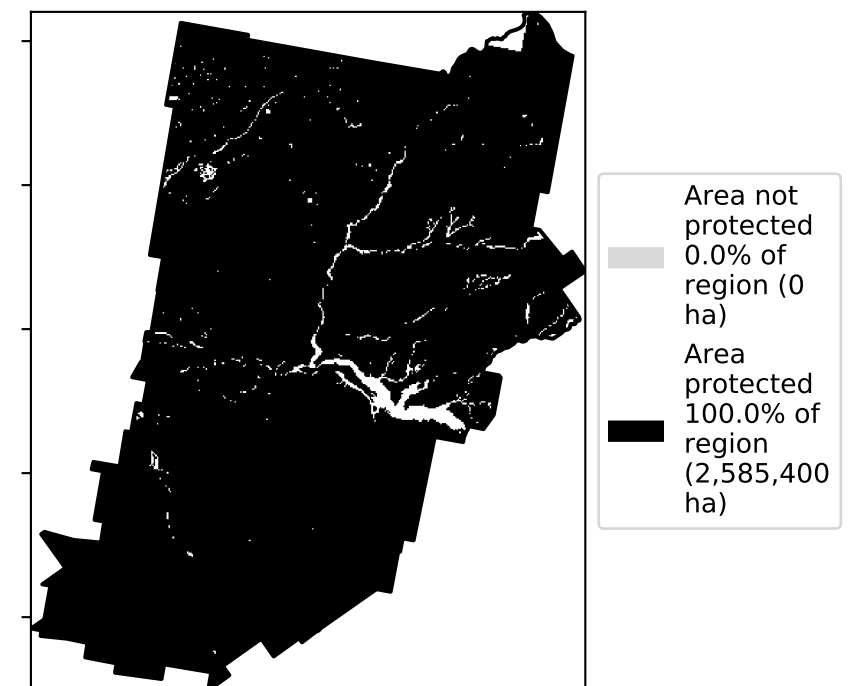 Area not
protected
0.0% of
region (0
ha)
Area
protected
100.0% of
region
(2,585,400
ha)